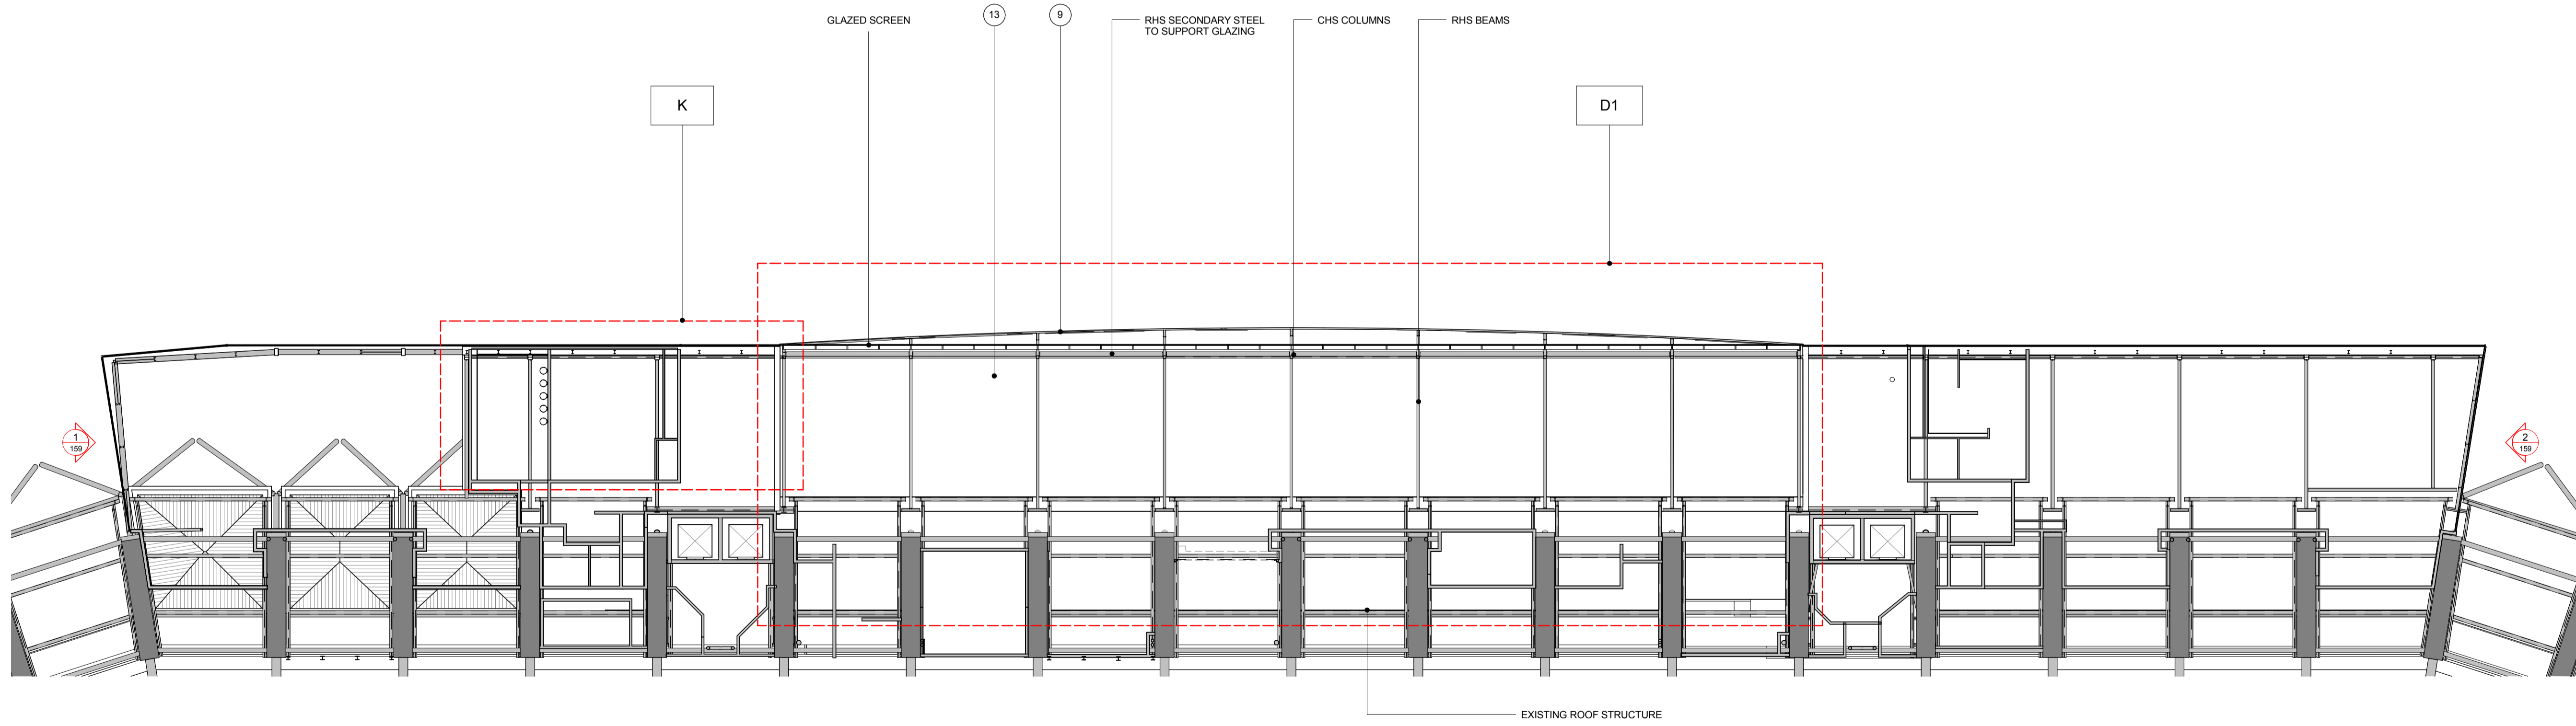 GLAZED SCREEN
13
9
RHS SECONDARY STEEL
TO SUPPORT GLAZING
CHS COLUMNS
RHS BEAMS
K
D1
1
159
2
159
EXISTING ROOF STRUCTURE